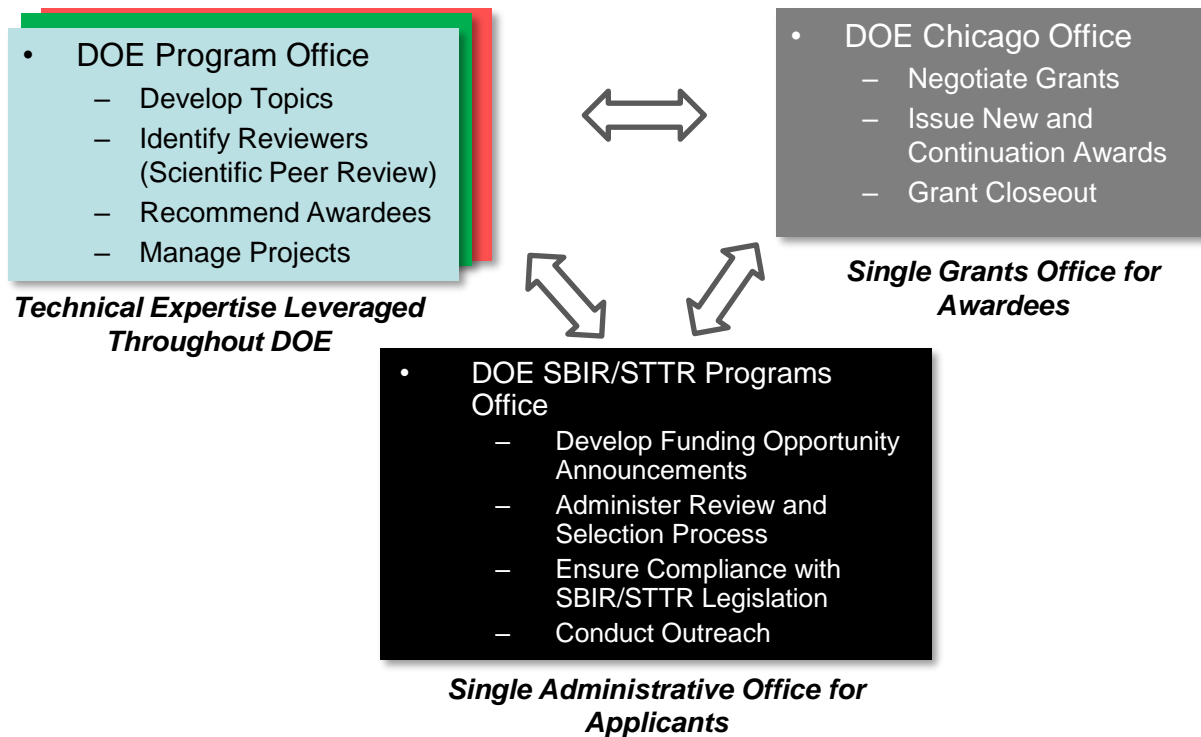 • DOE Program Office
– Develop Topics
– Identify Reviewers
(Scientific Peer Review)
– Recommend Awardees
– Manage Projects
Technical Expertise Leveraged
Throughout DOE
• DOE Chicago Office
– Negotiate Grants
– Issue New and
Continuation Awards
– Grant Closeout
Single Grants Office for
Awardees
• DOE SBIR/STTR Programs
Office
– Develop Funding Opportunity
Announcements
– Administer Review and
Selection Process
– Ensure Compliance with
SBIR/STTR Legislation
– Conduct Outreach
Single Administrative Office for
Applicants